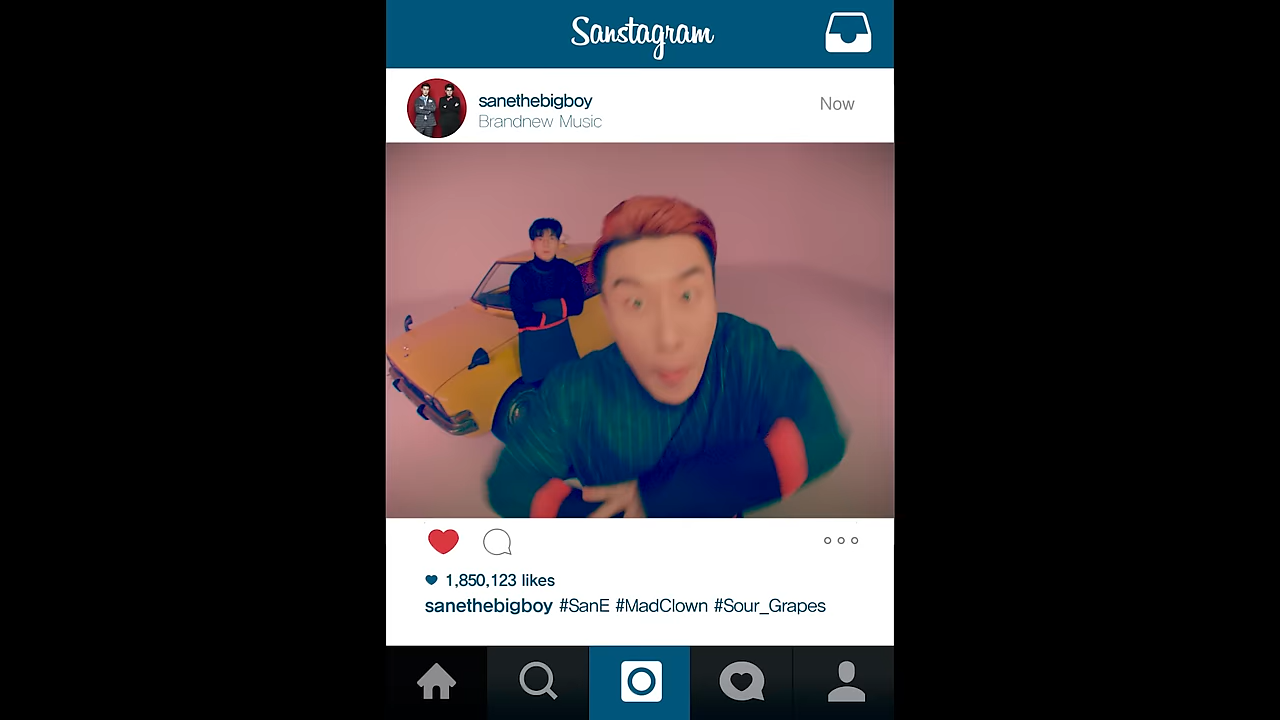 Sanstagram
sanethebigboy
Now
Brandnew Music
1,850,123 likes
sanethebigboy #SanE #MadClown #Sour_Grapes